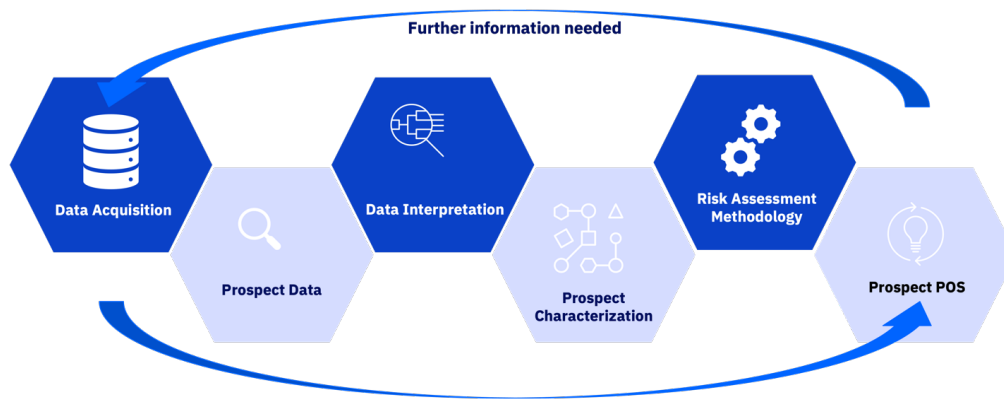 Further information needed
Data Acquisition
Prospect Data
Data Interpretation
Prospect
Characterization
Risk Assessment
Methodology
Prospect POS